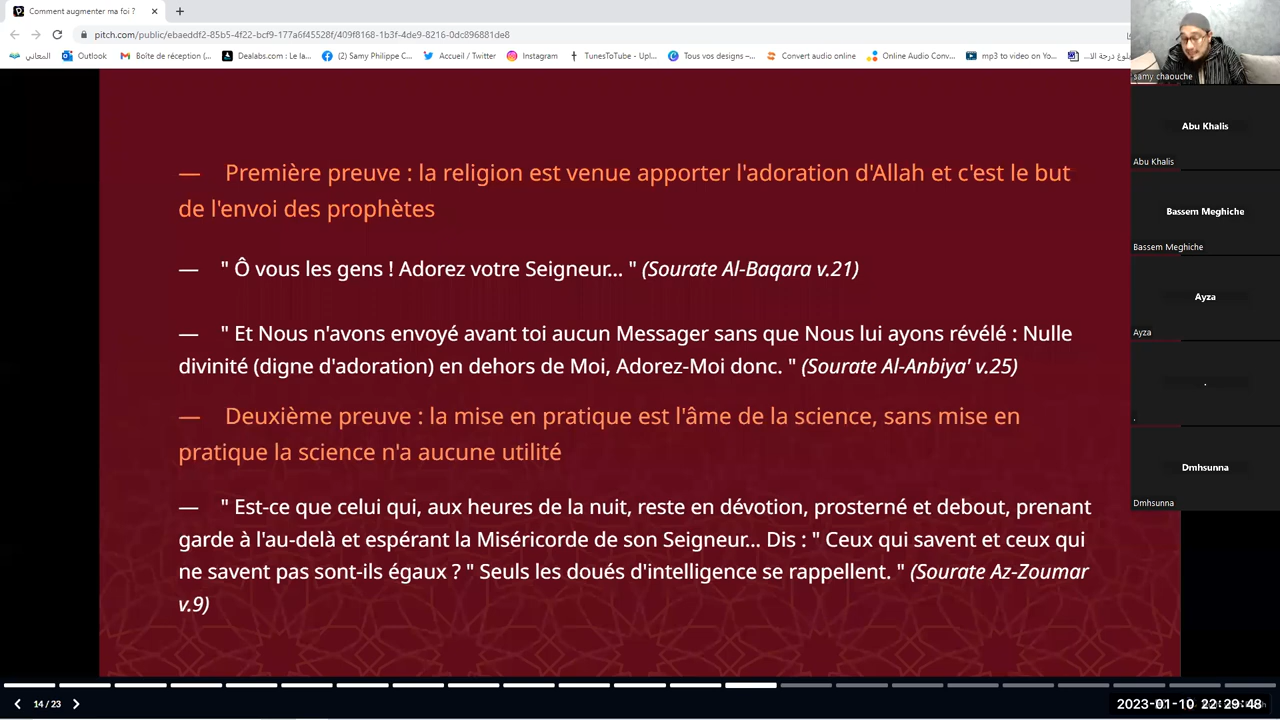 Comment augmenter ma foi ?
pitch.com/public/ebaeddf2-85b5-4f22-bcf9-177a6f45528f/409f8168-1b3f-4de9-8216-0dc896881de8
المعاني Outlook Boîte de réception (... Dealabs.com : Le la... (2) Samy Philippe C... Accueil / Twitter Instagram TunesToTube - Upl... Tous vos designs –... Convert audio online Online Audio Conv... mp3 to video on Yo...
samy chaouche
Abu Khalis
Abu Khalis
Bassem Meghiche
Bassem Meghiche
Ayza
Ayza
.
.
Dmhsunna
Dmhsunna
— Première preuve : la religion est venue apporter l'adoration d'Allah et c'est le but
de l'envoi des prophètes
— " Ô vous les gens ! Adorez votre Seigneur... " (Sourate Al-Baqara v.21)
— " Et Nous n'avons envoyé avant toi aucun Messager sans que Nous lui ayons révélé : Nulle
divinité (digne d'adoration) en dehors de Moi, Adorez-Moi donc. " (Sourate Al-Anbiya' v.25)
— Deuxième preuve : la mise en pratique est l'âme de la science, sans mise en
pratique la science n'a aucune utilité
— " Est-ce que celui qui, aux heures de la nuit, reste en dévotion, prosterné et debout, prenant
garde à l'au-delà et espérant la Miséricorde de son Seigneur... Dis : " Ceux qui savent et ceux qui
ne savent pas sont-ils égaux ? " Seuls les doués d'intelligence se rappellent. " (Sourate Az-Zoumar
v.9)
14 / 23
2023-01-10 22:29:48